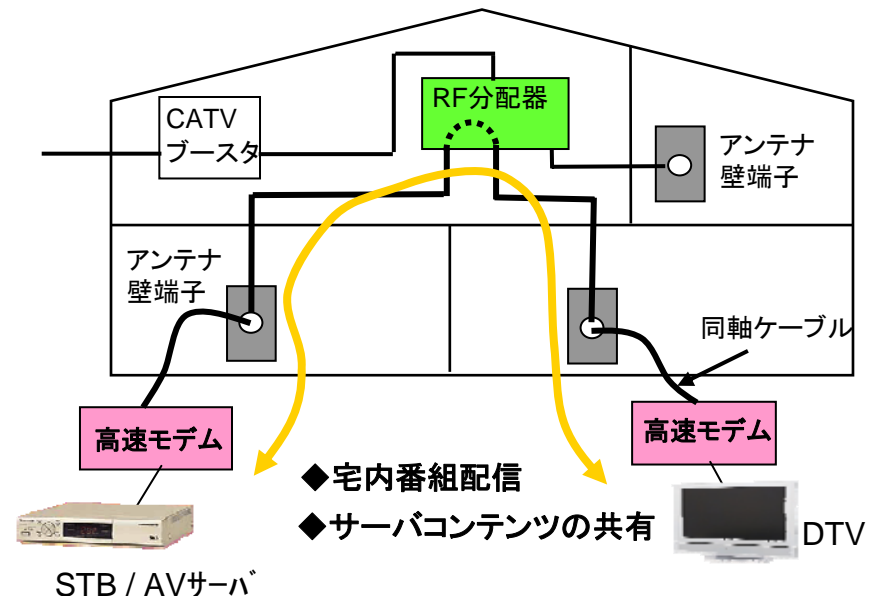 RF分配器
CATV
ブースタ
アンテナ
壁端子
アンテナ
壁端子
同軸ケーブル
高速モデム
高速モデム
◆宅内番組配信
◆サーバコンテンツの共有
DTV
STB / AVｻｰﾊﾞ